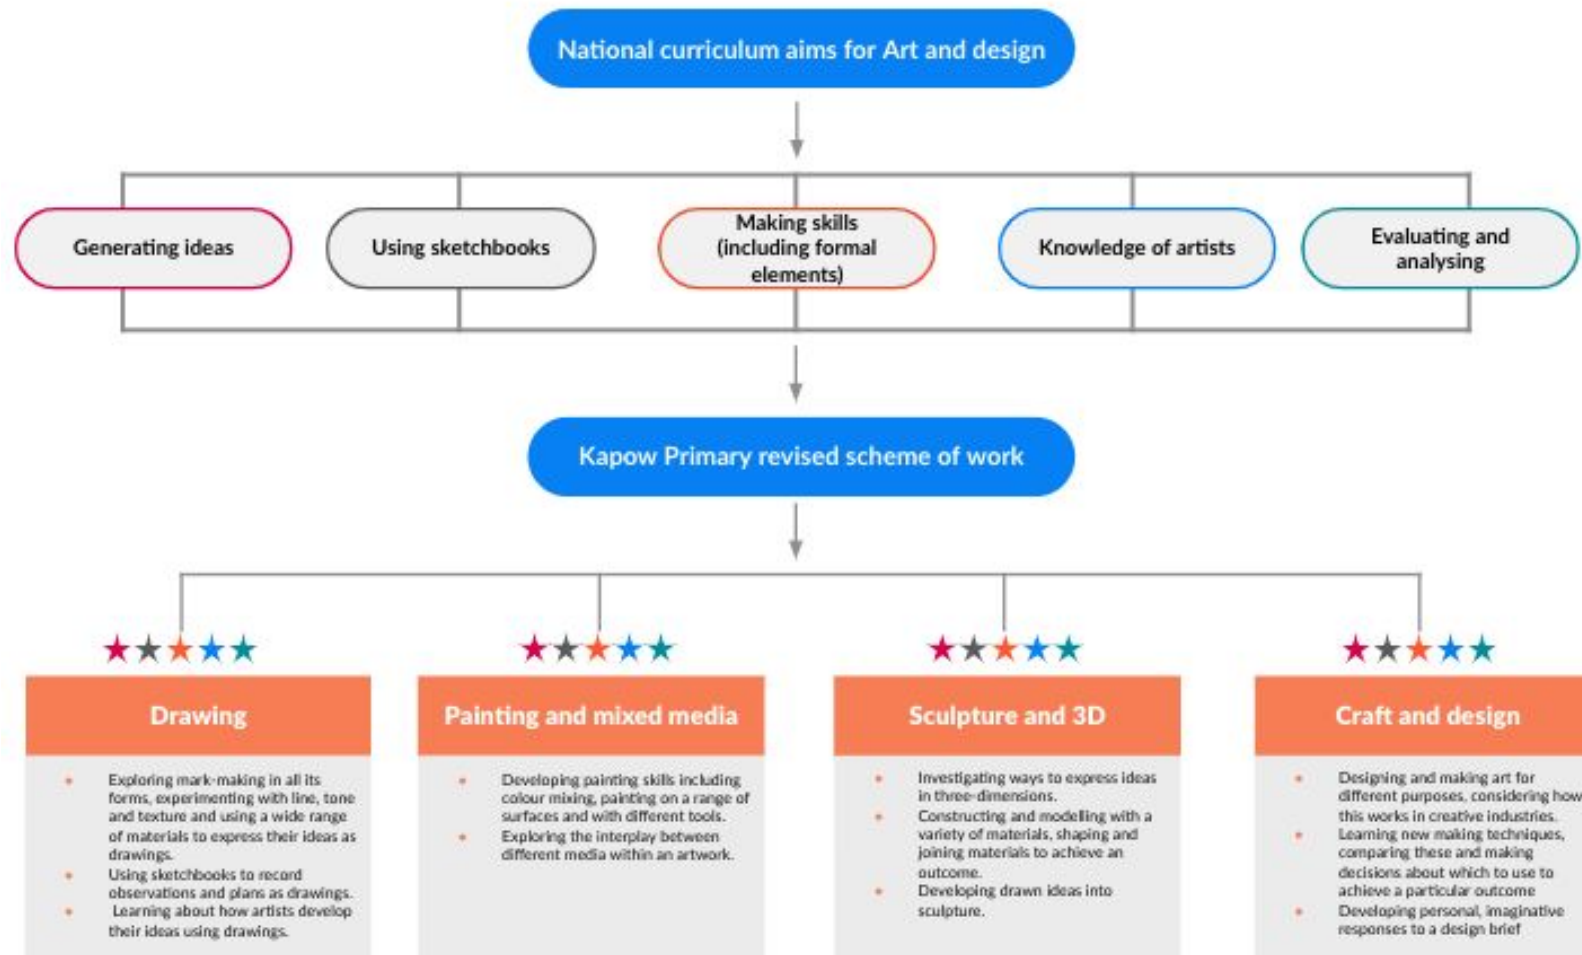 National curriculum aims for Art and design
Generating ideas
Using sketchbooks
Making skills
(including formal
elements)
Knowledge of artists
Evaluating and
analysing
Kapow Primary revised scheme of work
Drawing
Exploring mark-making in all its
forms, experimenting with line, tone
and texture and using a wide range
of materials to express their ideas as
drawings.
Using sketchbooks to record
observations and plans as drawings.
Learning about how artists develop
their ideas using drawings.
Painting and mixed media
Developing painting skills including
colour mixing, painting on a range of
surfaces and with different tools.
Exploring the interplay between
different media within an artwork.
Sculpture and 3D
Investigating ways to express ideas
in three-dimensions.
Constructing and modelling with a
variety of materials, shaping and
joining materials to achieve an
outcome.
Developing drawn ideas into
sculpture.
Craft and design
Designing and making art for
different purposes, considering how
this works in creative industries.
Learning new making techniques,
comparing these and making
decisions about which to use to
achieve a particular outcome
Developing personal, imaginative
responses to a design brief